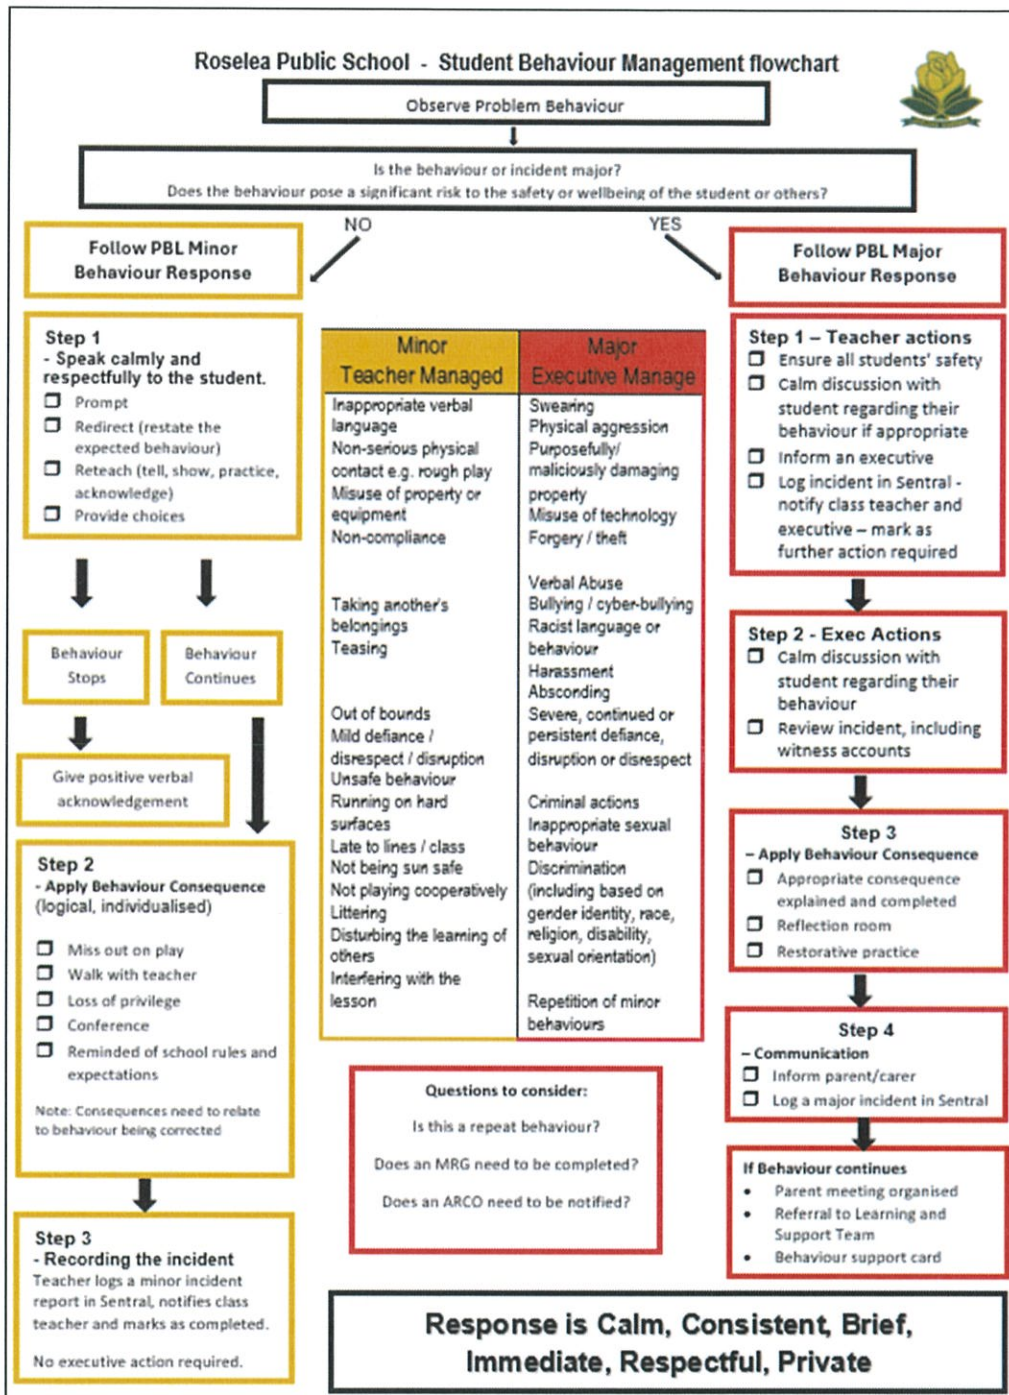 Roselea Public School - Student Behaviour Management flowchart
Observe Problem Behaviour
Is the behaviour or incident major?
Does the behaviour pose a significant risk to the safety or wellbeing of the student or others?
NO
YES
Follow PBL Minor
Behaviour Response
Step 1
- Speak calmly and
respectfully to the student.
Prompt
Redirect (restate the
expected behaviour)
Reteach (tell, show, practice,
acknowledge)
Provide choices
Behaviour
Stops
Behaviour
Continues
Give positive verbal
acknowledgement
Step 2
- Apply Behaviour Consequence
(logical, individualised)
Miss out on play
Walk with teacher
Loss of privilege
Conference
Reminded of school rules and
expectations
Note: Consequences need to relate
to behaviour being corrected
Step 3
- Recording the incident
Teacher logs a minor incident
report in Sentral, notifies class
teacher and marks as completed.
No executive action required.
Minor
Teacher Managed
Inappropriate verbal
language
Non-serious physical
contact e.g. rough play
Misuse of property or
equipment
Non-compliance
Taking another's
belongings
Teasing
Out of bounds
Mild defiance /
disrespect / disruption
Unsafe behaviour
Running on hard
surfaces
Late to lines / class
Not being sun safe
Not playing cooperatively
Littering
Disturbing the learning of
others
Interfering with the
lesson
Major
Executive Manage
Swearing
Physical aggression
Purposefully/
maliciously damaging
property
Misuse of technology
Forgery / theft
Verbal Abuse
Bullying / cyber-bullying
Racist language or
behaviour
Harassment
Absconding
Severe, continued or
persistent defiance,
disruption or disrespect
Criminal actions
Inappropriate sexual
behaviour
Discrimination
(including based on
gender identity, race,
religion, disability,
sexual orientation)
Repetition of minor
behaviours
Questions to consider:
Is this a repeat behaviour?
Does an MRG need to be completed?
Does an ARCO need to be notified?
Follow PBL Major
Behaviour Response
Step 1 – Teacher actions
Ensure all students' safety
Calm discussion with
student regarding their
behaviour if appropriate
Inform an executive
Log incident in Sentral -
notify class teacher and
executive – mark as
further action required
Step 2 - Exec Actions
Calm discussion with
student regarding their
behaviour
Review incident, including
witness accounts
Step 3
– Apply Behaviour Consequence
Appropriate consequence
explained and completed
Reflection room
Restorative practice
Step 4
– Communication
Inform parent/carer
Log a major incident in Sentral
If Behaviour continues
• Parent meeting organised
• Referral to Learning and
Support Team
• Behaviour support card
Response is Calm, Consistent, Brief,
Immediate, Respectful, Private